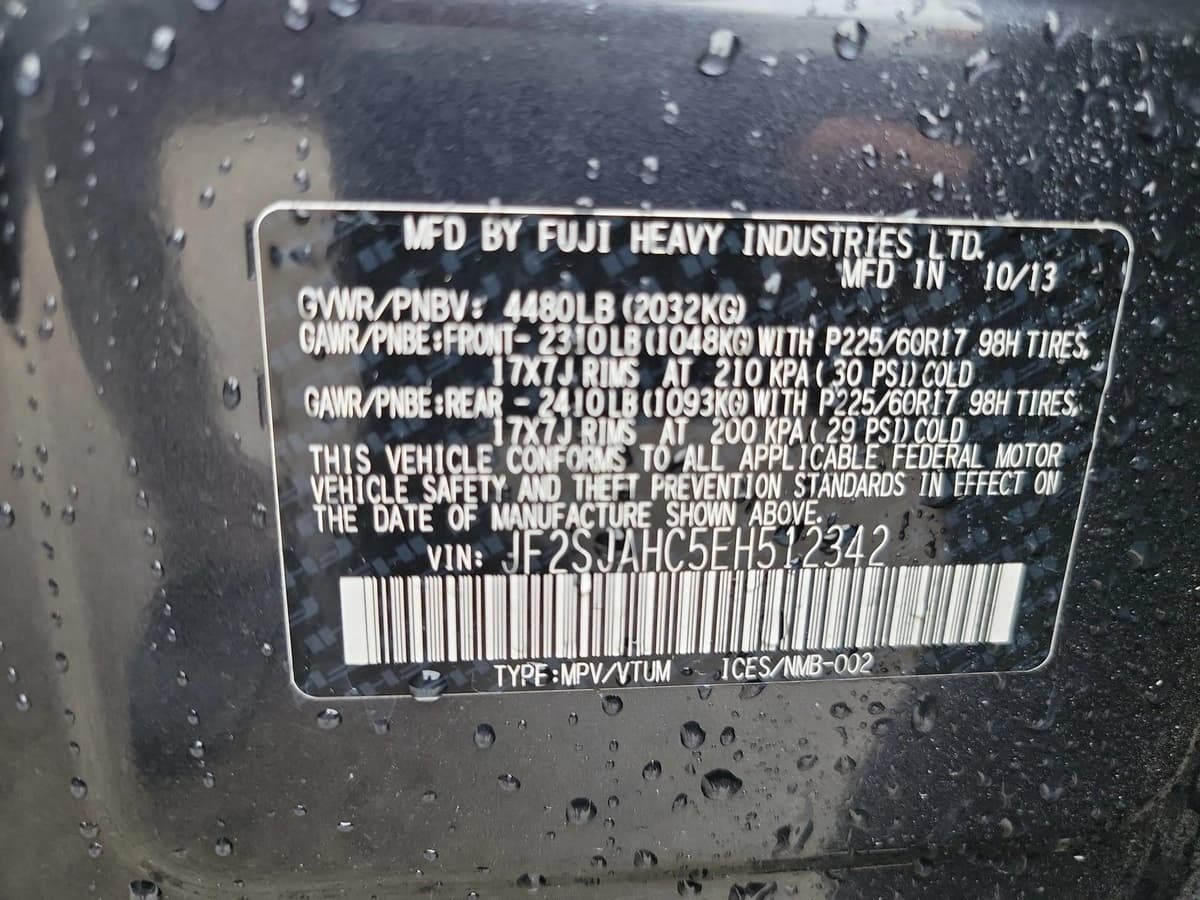 MFD BY FUJI HEAVY INDUSTRIES LTD.
MFD IN 10/13
GVWR/PNBV: 4480LB (2032KG)
GAWR/PNBE:FRONT- 2310LB(1048KG)WITH P225/60R17 98H TIRES,
17X7J RIMS AT 210 KPA( 30 PSI)COLD
GAWR/PNBE:REAR - 2410LB(1093KG)WITH P225/60R17 98H TIRES,
17X7J RIMS AT 200 KPA( 29 PSI)COLD
THIS VEHICLE CONFORMS TO ALL APPLICABLE FEDERAL MOTOR
VEHICLE SAFETY AND THEFT PREVENTION STANDARDS IN EFFECT ON
THE DATE OF MANUFACTURE SHOWN ABOVE.
VIN: JF2SJAHC5EH512342
TYPE:MPV/VTUM ICES/NMB-002